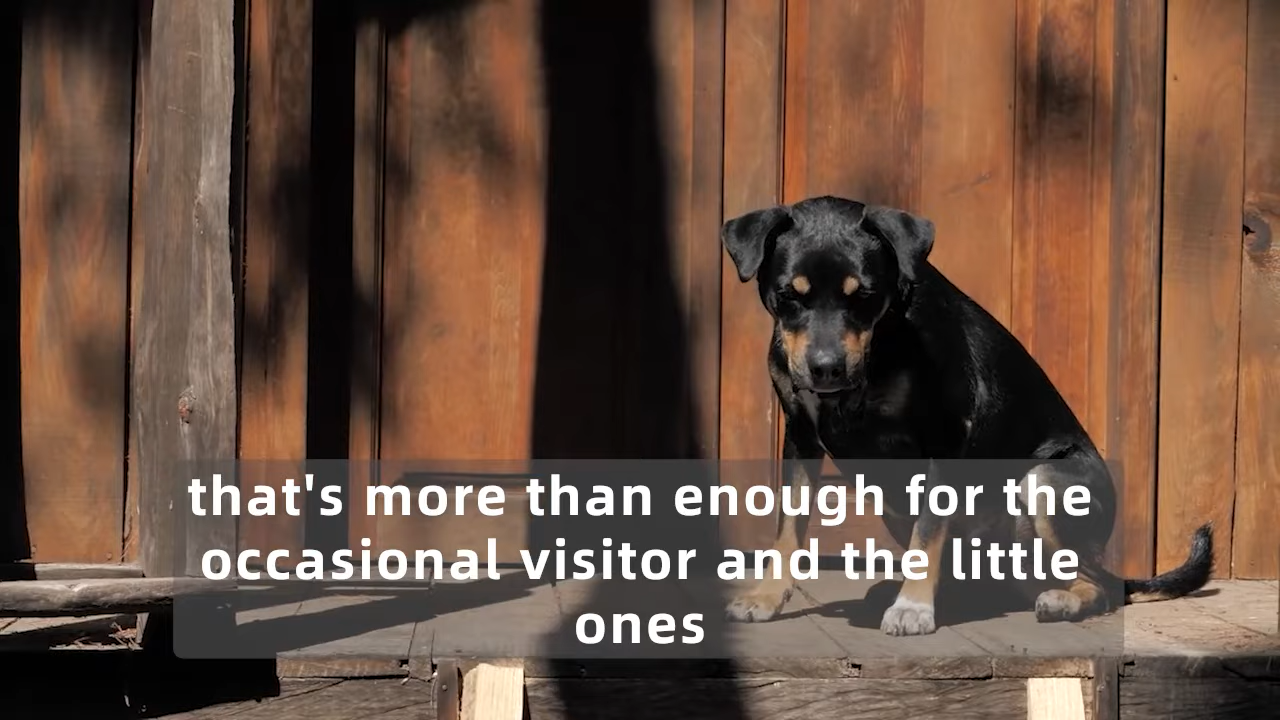 that's more than enough for the
occasional visitor and the little
ones